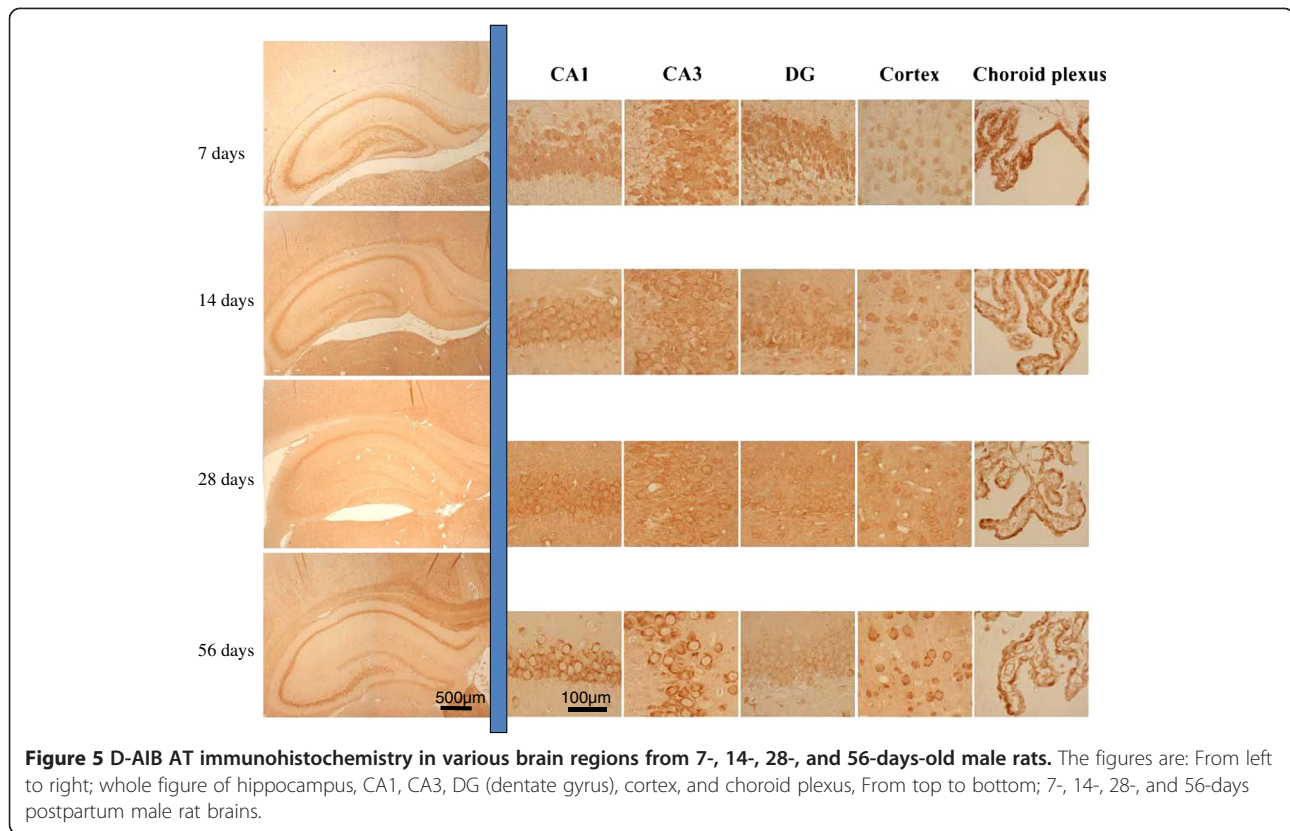 CA1 CA3 DG Cortex Choroid plexus
7 days
14 days
28 days
56 days
500μm 100μm
Figure 5 D-AIB AT immunohistochemistry in various brain regions from 7-, 14-, 28-, and 56-days-old male rats. The figures are: From left
to right; whole figure of hippocampus, CA1, CA3, DG (dentate gyrus), cortex, and choroid plexus, From top to bottom; 7-, 14-, 28-, and 56-days
postpartum male rat brains.